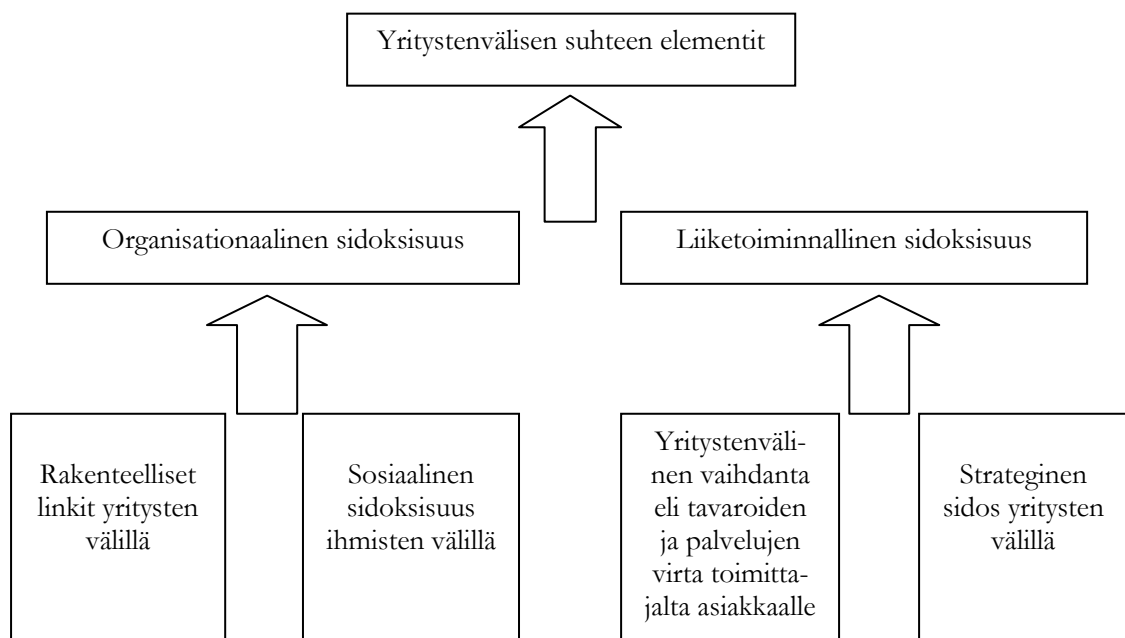 Yritystenvälisen suhteen elementit
Organisationaalinen sidoksisuus
Liiketoiminnallinen sidoksisuus
Rakenteelliset
linkit yritysten
välillä
Sosiaalinen
sidoksisuus
ihmisten välillä
Yritystenväli-
nen vaihdanta
eli tavaroiden
ja palvelujen
virta toimitta-
jalta asiakkaalle
Strateginen
sidos yritysten
välillä